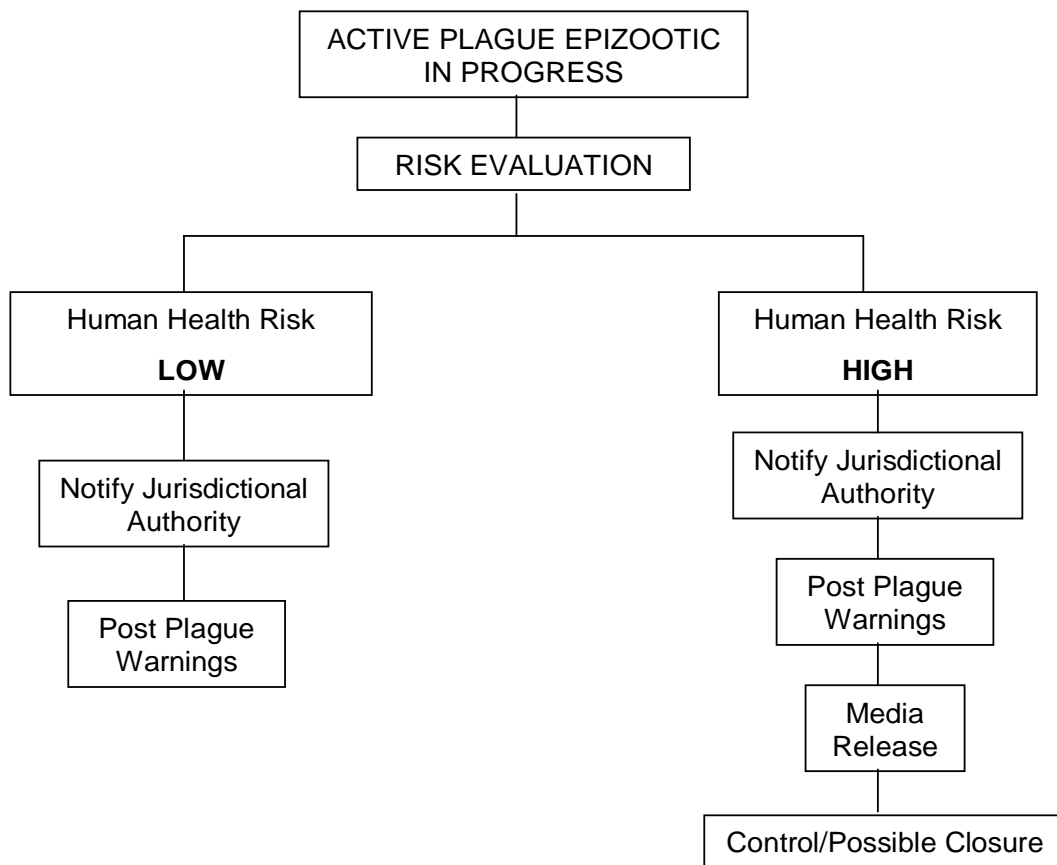 ACTIVE PLAGUE EPIZOOTIC
IN PROGRESS
RISK EVALUATION
Human Health Risk
LOW
Notify Jurisdictional
Authority
Post Plague
Warnings
Human Health Risk
HIGH
Notify Jurisdictional
Authority
Post Plague
Warnings
Media
Release
Control/Possible Closure